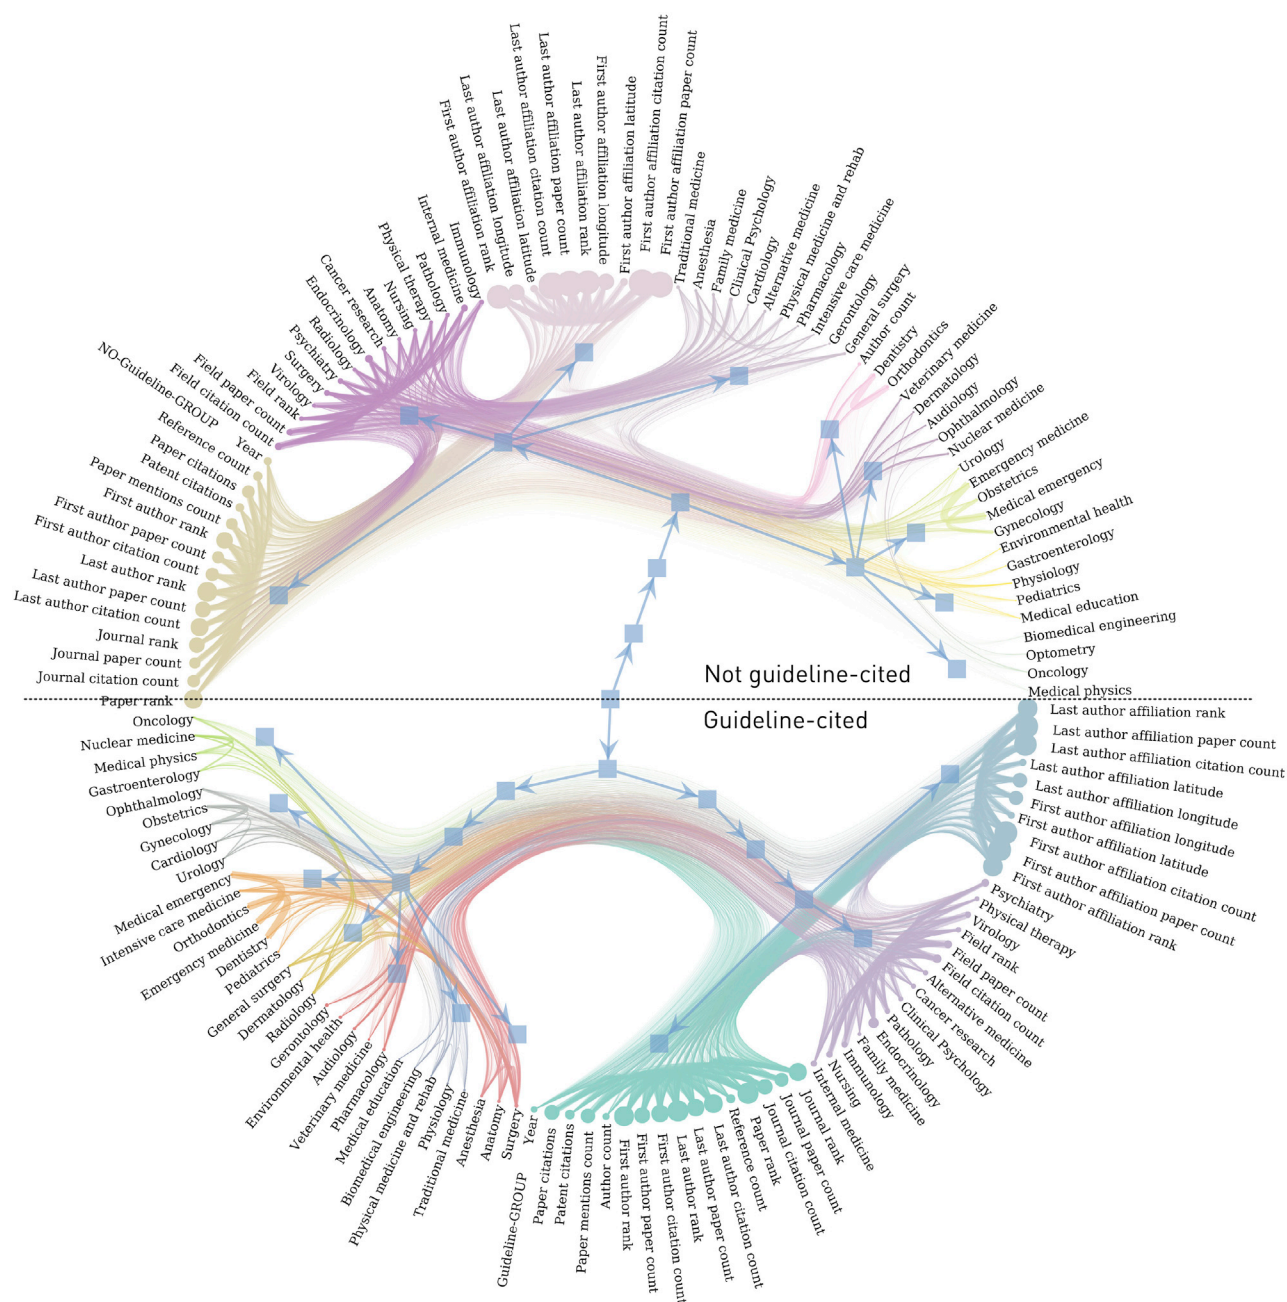 First author affiliation rank
Last author affiliation longitude
Last author affiliation latitude
Last author affiliation citation count
Last author affiliation paper count
Last author affiliation rank
First author affiliation longitude
First author affiliation latitude
First author affiliation citation count
First author affiliation paper count
Traditional medicine
Anesthesia
Family medicine
Clinical Psychology
Cardiology
Alternative medicine
Physical medicine and rehab
Pharmacology
Intensive care medicine
Gerontology
General surgery
Author count
Dentistry
Orthodontics
Veterinary medicine
Dermatology
Audiology
Ophthalmology
Nuclear medicine
Urology
Emergency medicine
Obstetrics
Medical emergency
Gynecology
Environmental health
Gastroenterology
Physiology
Pediatrics
Medical education
Biomedical engineering
Optometry
Oncology
Medical physics
Immunology
Internal medicine
Pathology
Physical therapy
Nursing
Anatomy
Cancer research
Endocrinology
Radiology
Psychiatry
Surgery
Virology
Field rank
Field paper count
Field citation count
NO-Guideline-GROUP
Year
Reference count
Paper citations
Patent citations
Paper mentions count
First author rank
First author paper count
First author citation count
Last author rank
Last author paper count
Last author citation count
Journal rank
Journal paper count
Journal citation count
Paper rank
Not guideline-cited
Guideline-cited
Oncology
Nuclear medicine
Medical physics
Gastroenterology
Ophthalmology
Obstetrics
Gynecology
Cardiology
Urology
Medical emergency
Intensive care medicine
Orthodontics
Emergency medicine
Dentistry
Pediatrics
General surgery
Dermatology
Radiology
Gerontology
Environmental health
Audiology
Veterinary medicine
Pharmacology
Medical education
Biomedical engineering
Physical medicine and rehab
Physiology
Traditional medicine
Anesthesia
Anatomy
Surgery
Guideline-GROUP
Year
Paper citations
Patent citations
Paper mentions count
Author count
First author rank
First author paper count
First author citation count
Last author rank
Last author paper count
Last author citation count
Reference count
Paper rank
Journal citation count
Journal paper count
Journal rank
Internal medicine
Nursing
Immunology
Family medicine
Endocrinology
Pathology
Clinical Psychology
Cancer research
Alternative medicine
Field citation count
Field paper count
Field rank
Virology
Physical therapy
Psychiatry
First author affiliation rank
First author affiliation paper count
First author affiliation citation count
First author affiliation latitude
First author affiliation longitude
Last author affiliation longitude
Last author affiliation latitude
Last author affiliation citation count
Last author affiliation paper count
Last author affiliation rank